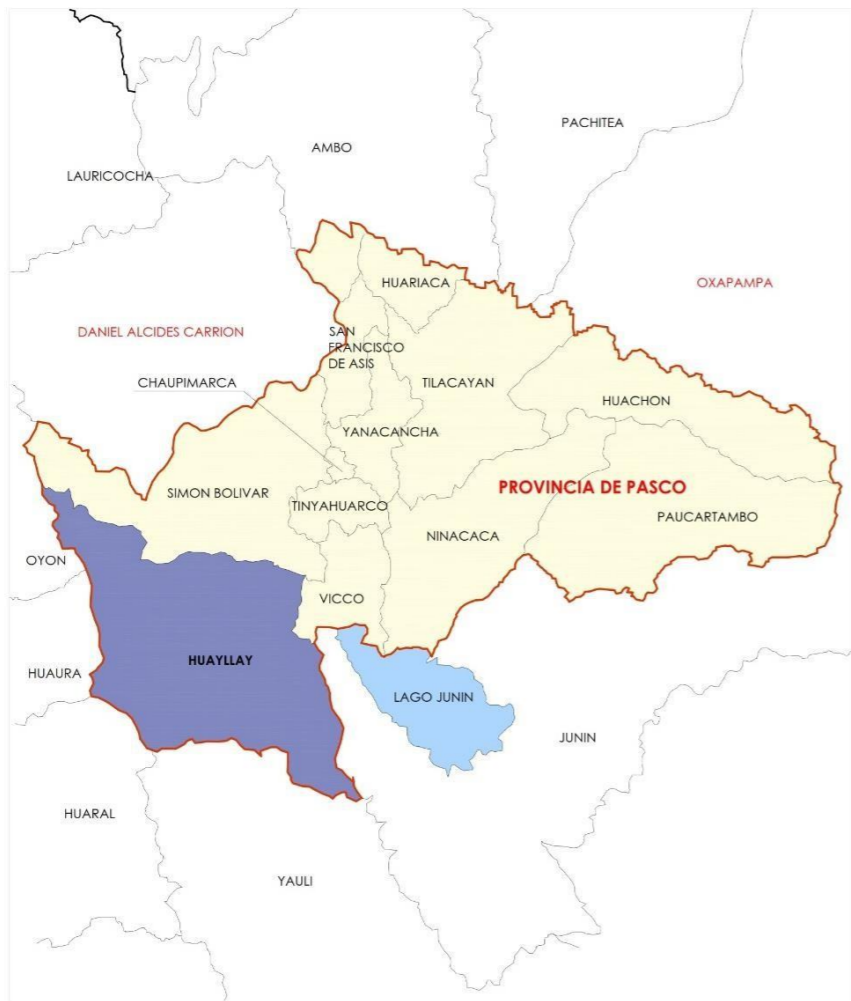 PACHITEA
AMBO
LAURICOCHA
HUARIACA
OXAPAMPA
DANIEL ALCIDES CARRION
SAN
FRANCISCO
DE ASIS
CHAUPIMARCA
TILACAYAN
HUACHON
YANACANCHA
PROVINCIA DE PASCO
SIMON BOLIVAR
TINYAHUARCO
PAUCARTAMBO
NINACACA
OYON
VICCO
HUAYLLAY
HUAURA
LAGO JUNIN
JUNIN
HUARAL
YAULI